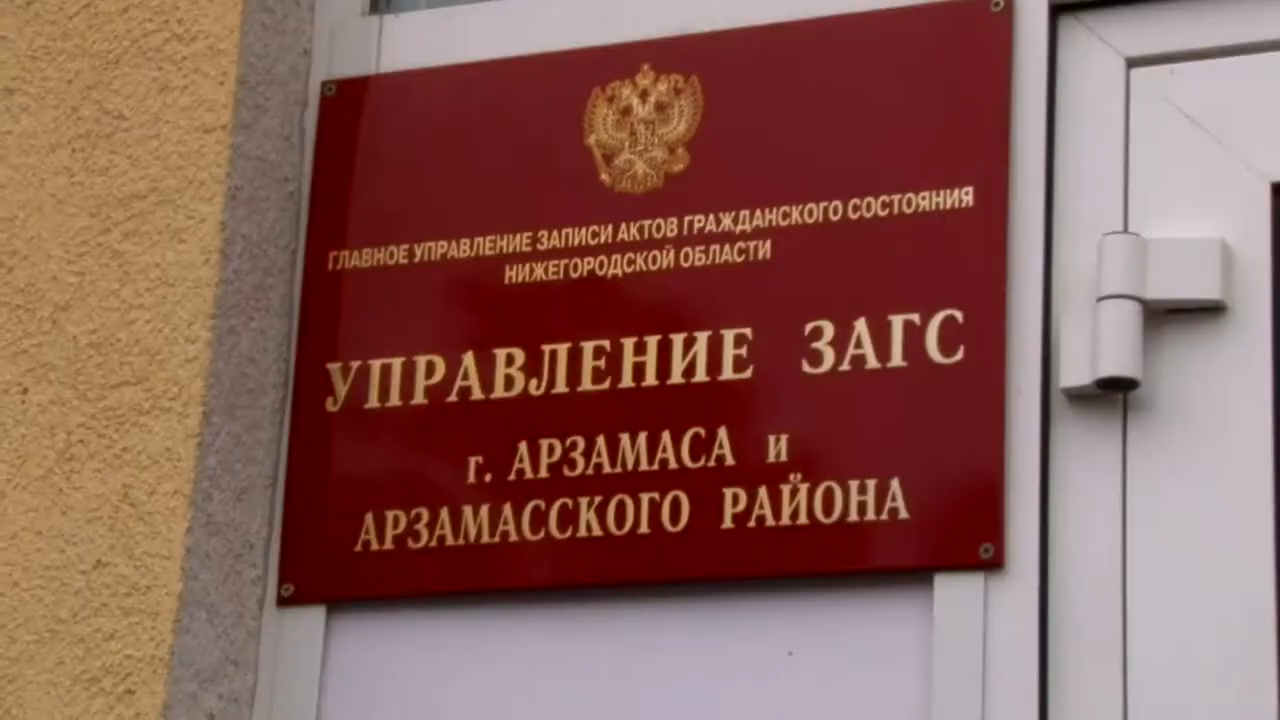 ГЛАВНОЕ УПРАВЛЕНИЕ ЗАПИСИ АКТОВ ГРАЖДАНСКОГО СОСТОЯНИЯ
НИЖЕГОРОДСКОЙ ОБЛАСТИ
УПРАВЛЕНИЕ ЗАГС
г. АРЗАМАСА и
АРЗАМАССКОГО РАЙОНА